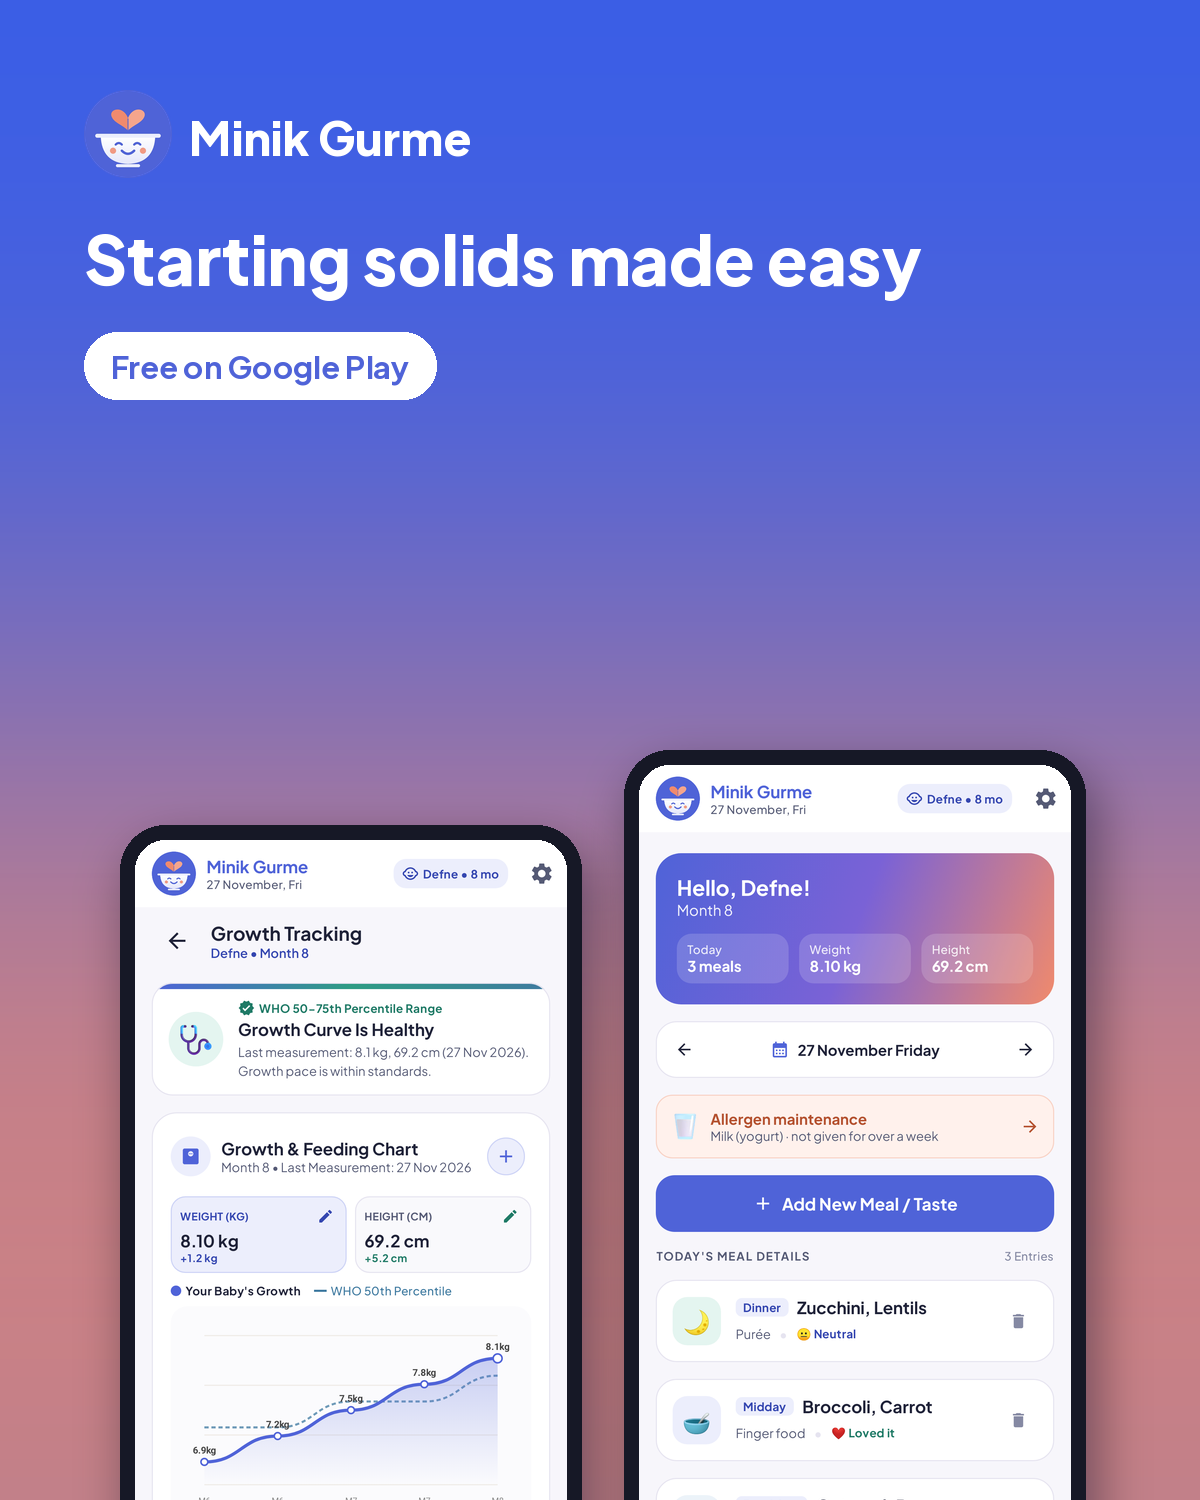 Minik Gurme
Starting solids made easy
Free on Google Play
Minik Gurme
27 November, Fri
Defne • 8 mo
Growth Tracking
Defne • Month 8
WHO 50-75th Percentile Range
Growth Curve Is Healthy
Last measurement: 8.1 kg, 69.2 cm (27 Nov 2026).
Growth pace is within standards.
Growth & Feeding Chart
Month 8 • Last Measurement: 27 Nov 2026
WEIGHT (KG)
8.10 kg
+1.2 kg
HEIGHT (CM)
69.2 cm
+5.2 cm
Your Baby's Growth
WHO 50th Percentile
8.1kg
7.8kg
7.5kg
7.2kg
6.9kg
Minik Gurme
27 November, Fri
Defne • 8 mo
Hello, Defne!
Month 8
Today
3 meals
Weight
8.10 kg
Height
69.2 cm
27 November Friday
Allergen maintenance
Milk (yogurt) · not given for over a week
+ Add New Meal / Taste
TODAY'S MEAL DETAILS
3 Entries
Dinner Zucchini, Lentils
Purée • Neutral
Midday Broccoli, Carrot
Finger food • Loved it